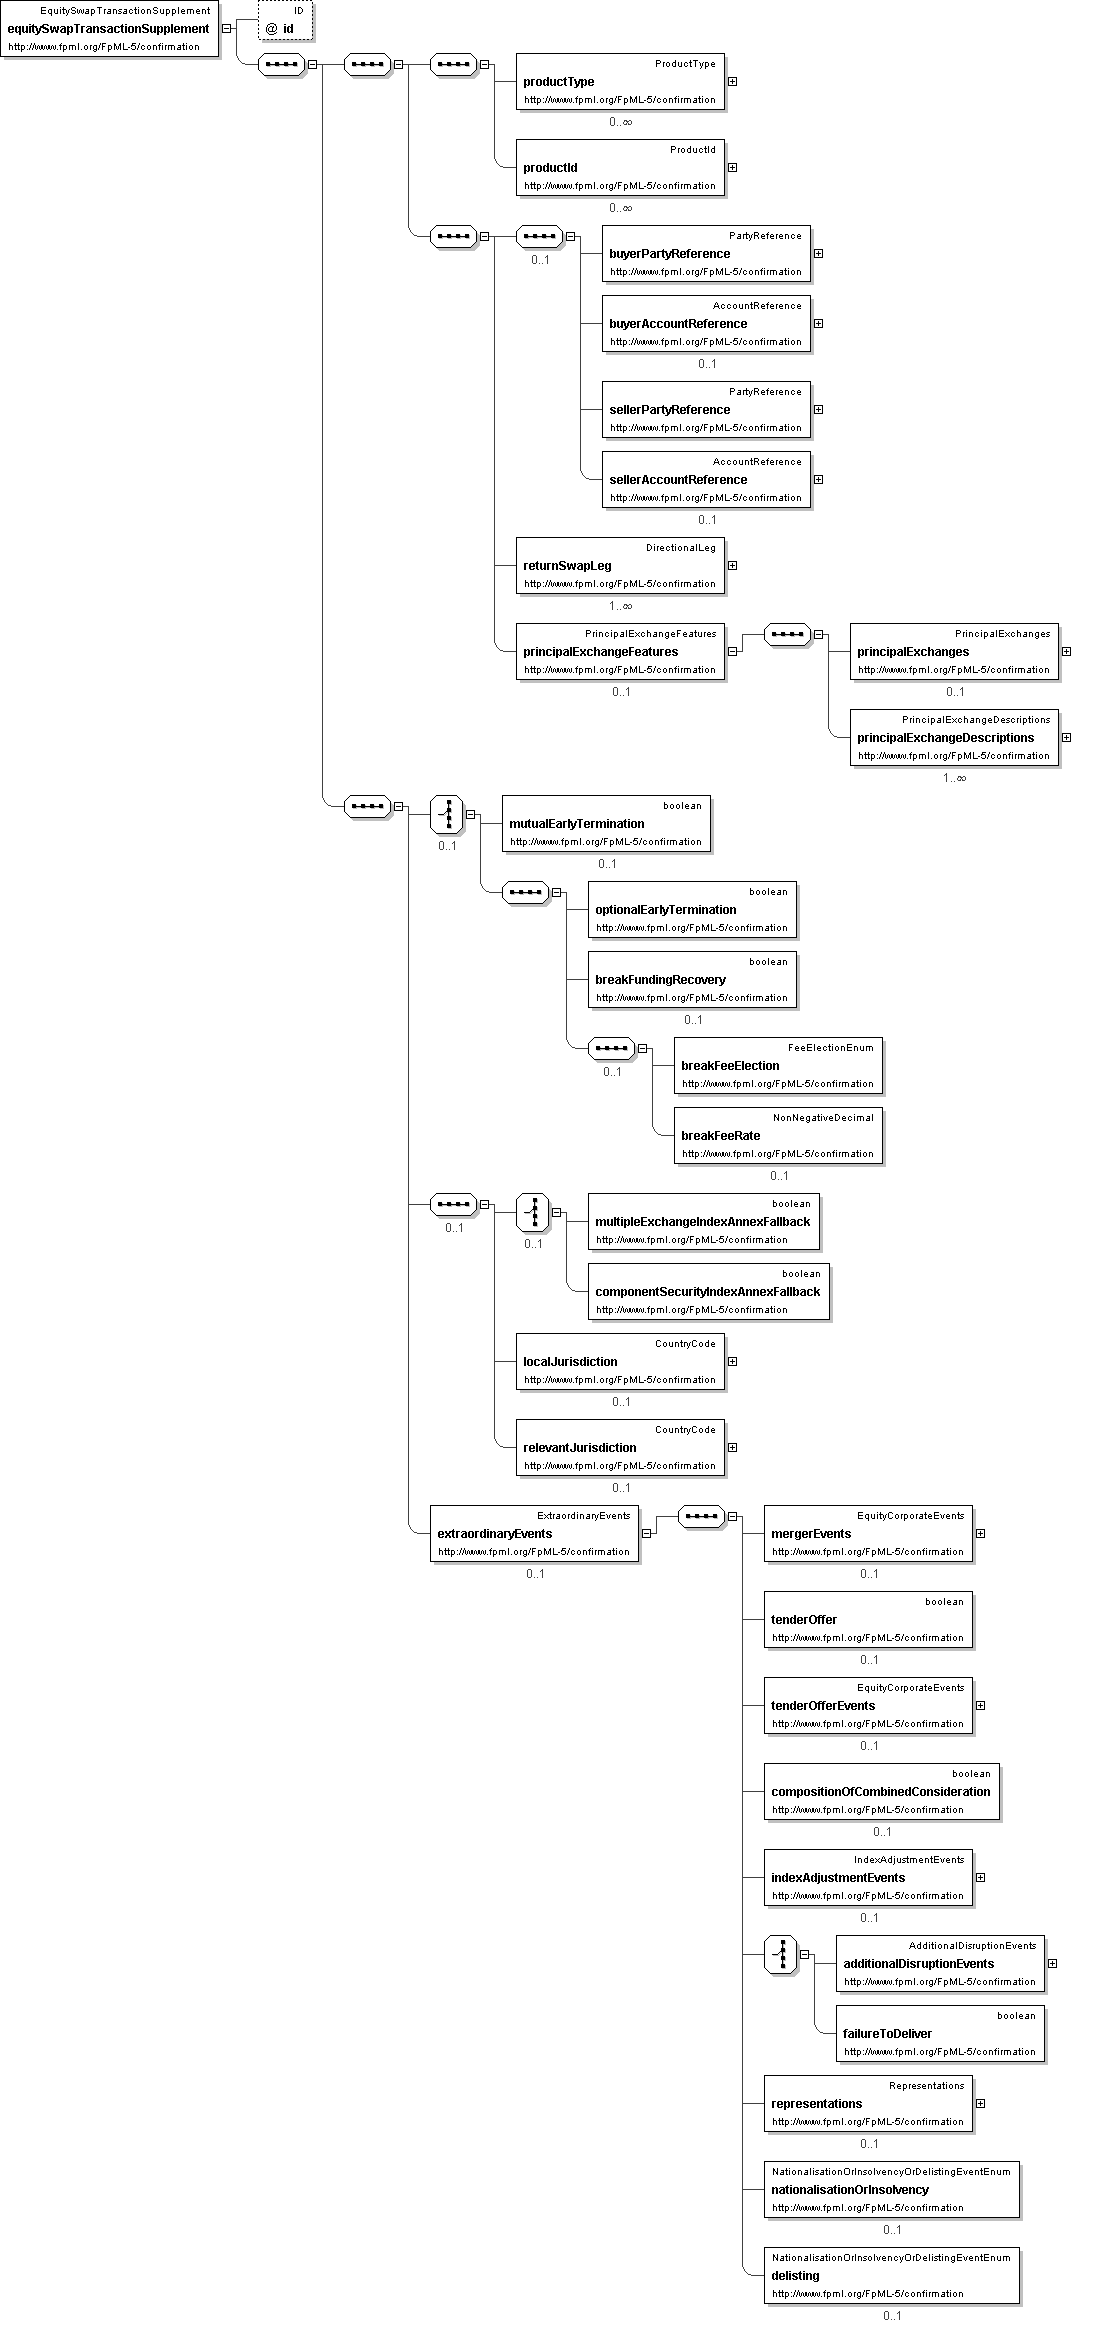 EquitySwapTransactionSupplement
equitySwapTransactionSupplement
http://www.fpml.org/FpML-5/confirmation
ID
@ id
ProductType
productType
http://www.fpml.org/FpML-5/confirmation
0..∞
ProductId
productId
http://www.fpml.org/FpML-5/confirmation
0..∞
0..1
PartyReference
buyerPartyReference
http://www.fpml.org/FpML-5/confirmation
AccountReference
buyerAccountReference
http://www.fpml.org/FpML-5/confirmation
0..1
PartyReference
sellerPartyReference
http://www.fpml.org/FpML-5/confirmation
AccountReference
sellerAccountReference
http://www.fpml.org/FpML-5/confirmation
0..1
DirectionalLeg
returnSwapLeg
http://www.fpml.org/FpML-5/confirmation
1..∞
PrincipalExchangeFeatures
principalExchangeFeatures
http://www.fpml.org/FpML-5/confirmation
0..1
PrincipalExchanges
principalExchanges
http://www.fpml.org/FpML-5/confirmation
0..1
PrincipalExchangeDescriptions
principalExchangeDescriptions
http://www.fpml.org/FpML-5/confirmation
1..∞
0..1
boolean
mutualEarlyTermination
http://www.fpml.org/FpML-5/confirmation
0..1
boolean
optionalEarlyTermination
http://www.fpml.org/FpML-5/confirmation
boolean
breakFundingRecovery
http://www.fpml.org/FpML-5/confirmation
0..1
0..1
FeeElectionEnum
breakFeeElection
http://www.fpml.org/FpML-5/confirmation
NonNegativeDecimal
breakFeeRate
http://www.fpml.org/FpML-5/confirmation
0..1
0..1
0..1
boolean
multipleExchangeIndexAnnexFallback
http://www.fpml.org/FpML-5/confirmation
boolean
componentSecurityIndexAnnexFallback
http://www.fpml.org/FpML-5/confirmation
CountryCode
localJurisdiction
http://www.fpml.org/FpML-5/confirmation
0..1
CountryCode
relevantJurisdiction
http://www.fpml.org/FpML-5/confirmation
0..1
ExtraordinaryEvents
extraordinaryEvents
http://www.fpml.org/FpML-5/confirmation
0..1
EquityCorporateEvents
mergerEvents
http://www.fpml.org/FpML-5/confirmation
0..1
boolean
tenderOffer
http://www.fpml.org/FpML-5/confirmation
0..1
EquityCorporateEvents
tenderOfferEvents
http://www.fpml.org/FpML-5/confirmation
0..1
boolean
compositionOfCombinedConsideration
http://www.fpml.org/FpML-5/confirmation
0..1
IndexAdjustmentEvents
indexAdjustmentEvents
http://www.fpml.org/FpML-5/confirmation
0..1
AdditionalDisruptionEvents
additionalDisruptionEvents
http://www.fpml.org/FpML-5/confirmation
boolean
failureToDeliver
http://www.fpml.org/FpML-5/confirmation
Representations
representations
http://www.fpml.org/FpML-5/confirmation
0..1
NationalisationOrInsolvencyOrDelistingEventEnum
nationalisationOrInsolvency
http://www.fpml.org/FpML-5/confirmation
0..1
NationalisationOrInsolvencyOrDelistingEventEnum
delisting
http://www.fpml.org/FpML-5/confirmation
0..1